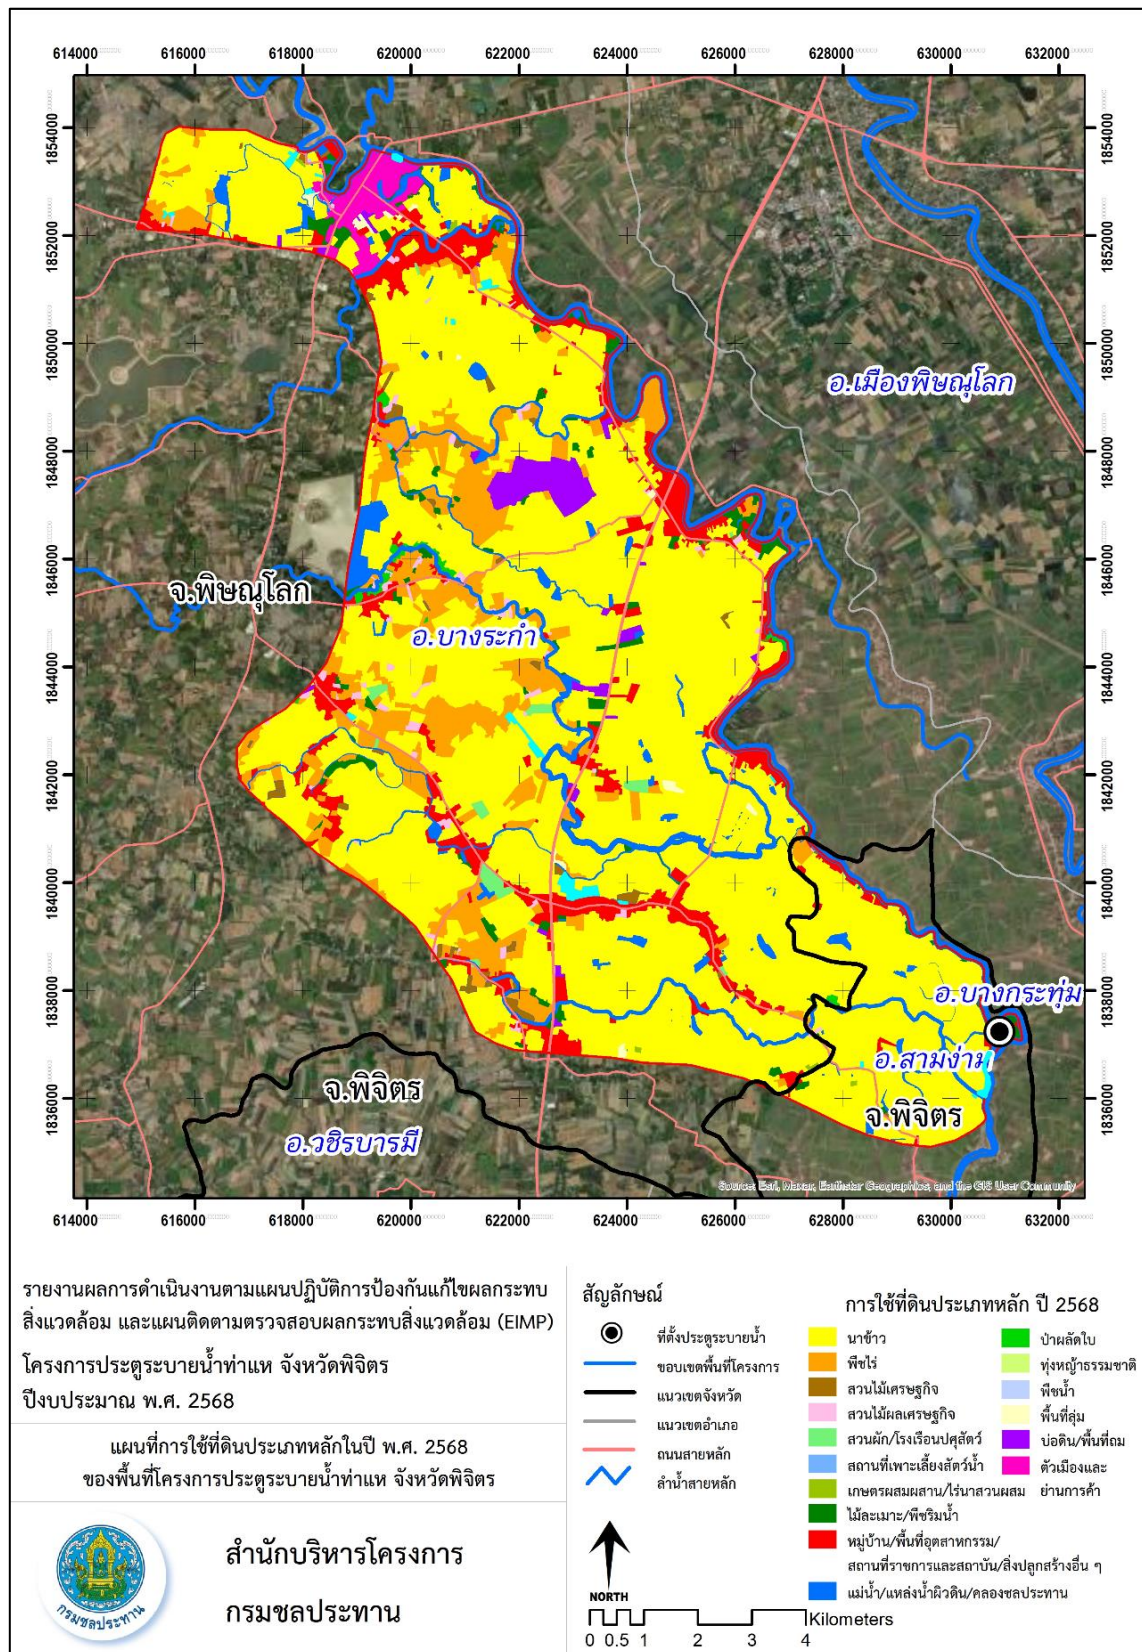 614000 616000 618000 620000 622000 624000 626000 628000 630000 632000
1854000 1854000
1852000 1852000
1850000 1850000
อ.เมืองพิษณุโลก
1848000 1848000
1846000 1846000
จ.พิษณุโลก
อ.บางระกำ
1844000 1844000
1842000 1842000
1840000 1840000
1838000 1838000
อ.บางกระทุ่ม
อ.สามง่าม
1836000 1836000
จ.พิจิตร
จ.พิจิตร
อ.วชิรบารมี
Source: Esri, Maxar, Earthstar Geographics, and the GIS User Community
614000 616000 618000 620000 622000 624000 626000 628000 630000 632000
รายงานผลการดำเนินงานตามแผนปฏิบัติการป้องกันแก้ไขผลกระทบ
สิ่งแวดล้อม และแผนติดตามตรวจสอบผลกระทบสิ่งแวดล้อม (EIMP)
โครงการประตูระบายน้ำท่าแห จังหวัดพิจิตร
ปีงบประมาณ พ.ศ. 2568
แผนที่การใช้ที่ดินประเภทหลักในปี พ.ศ. 2568
ของพื้นที่โครงการประตูระบายน้ำท่าแห จังหวัดพิจิตร
กรมชลประทาน
สำนักบริหารโครงการ
กรมชลประทาน
สัญลักษณ์
ที่ตั้งประตูระบายน้ำ
ขอบเขตพื้นที่โครงการ
แนวเขตจังหวัด
แนวเขตอำเภอ
ถนนสายหลัก
ลำน้ำสายหลัก
NORTH
การใช้ที่ดินประเภทหลัก ปี 2568
นาข้าว
พืชไร่
สวนไม้เศรษฐกิจ
สวนไม้ผลเศรษฐกิจ
สวนผัก/โรงเรือนปศุสัตว์
สถานที่เพาะเลี้ยงสัตว์น้ำ
เกษตรผสมผสาน/ไร่นาสวนผสม
ไม้ละเมาะ/พืชริมน้ำ
หมู่บ้าน/พื้นที่อุตสาหกรรม/
สถานที่ราชการและสถาบัน/สิ่งปลูกสร้างอื่น ๆ
แม่น้ำ/แหล่งน้ำผิวดิน/คลองชลประทาน
ป่าผลัดใบ
ทุ่งหญ้าธรรมชาติ
พืชน้ำ
พื้นที่ลุ่ม
บ่อดิน/พื้นที่ถม
ตัวเมืองและ
ย่านการค้า
Kilometers
0 0.5 1 2 3 4